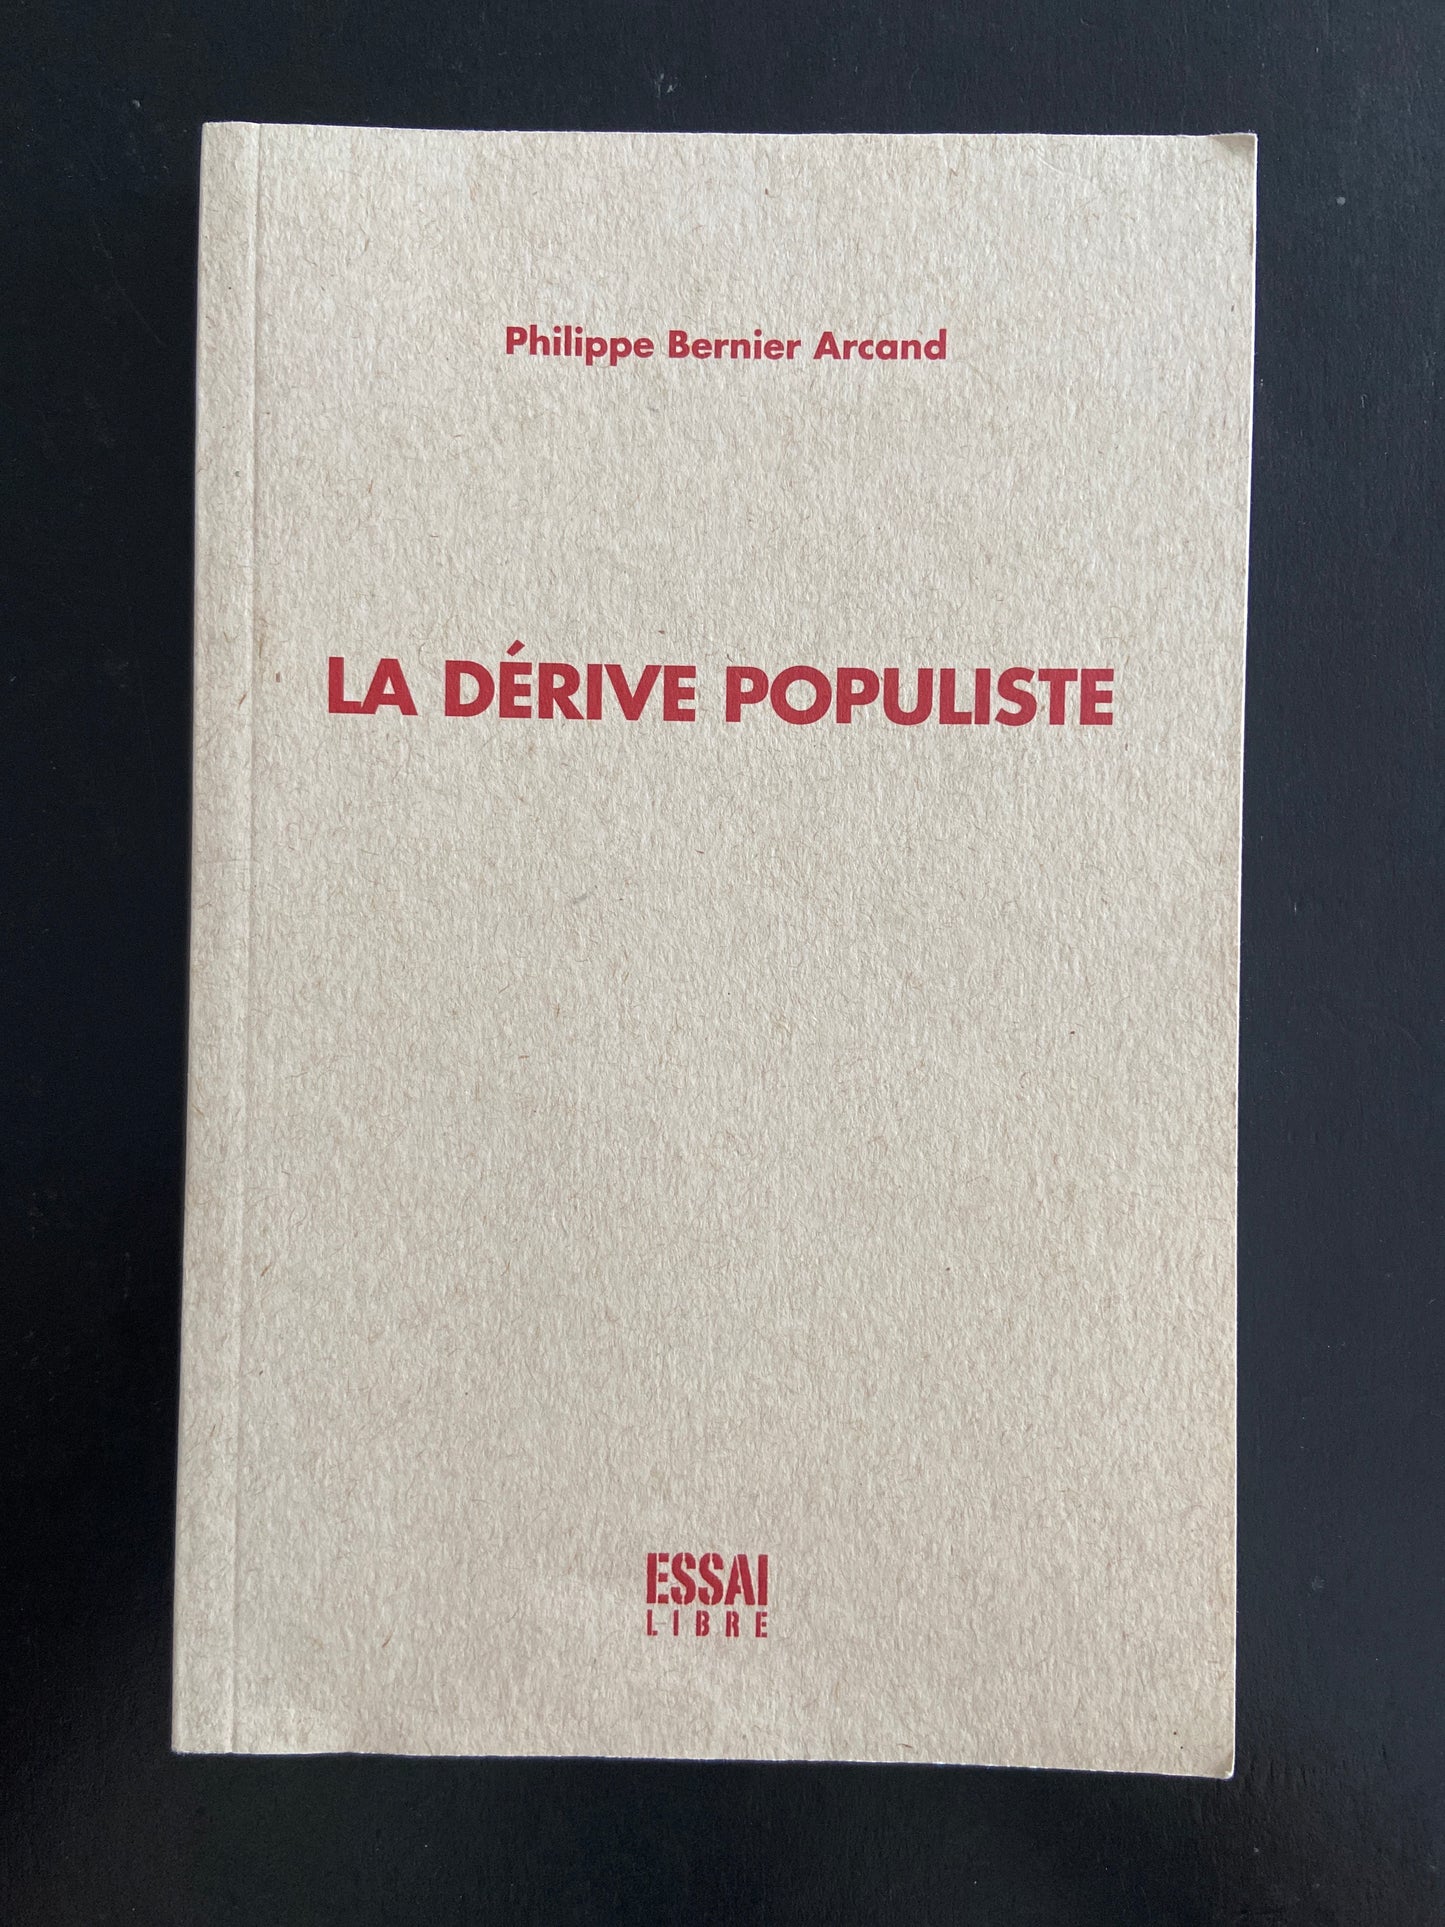 Philippe Bernier Arcand
LA DÉRIVE POPULISTE
ESSAI
LIBRE